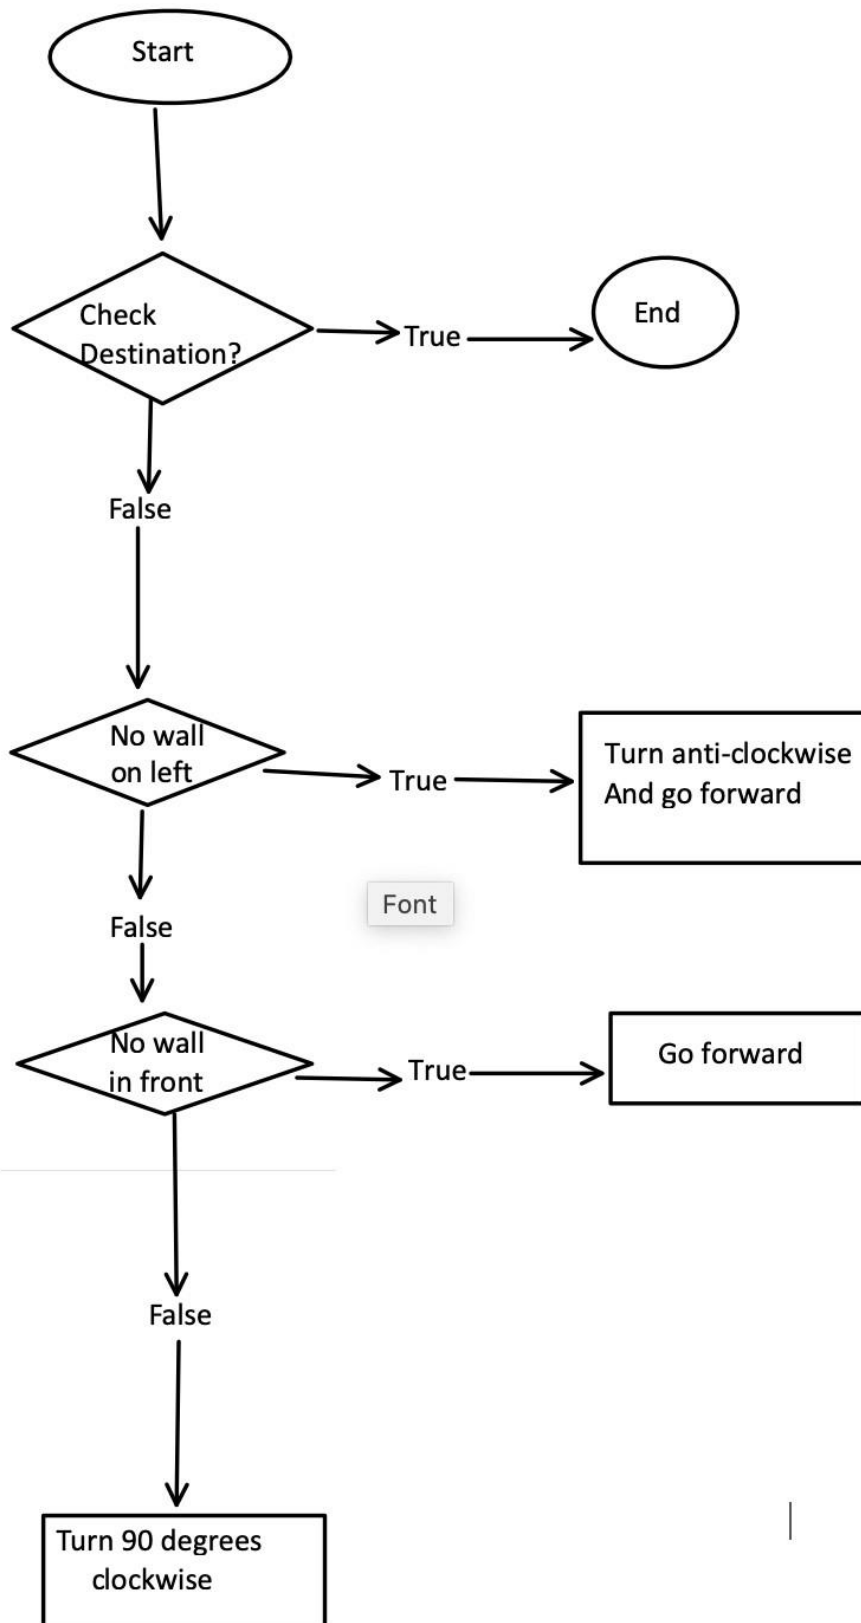 Start
Check
Destination?
True
End
False
No wall
on left
True
Turn anti-clockwise
And go forward
Font
False
No wall
in front
True
Go forward
False
Turn 90 degrees
clockwise